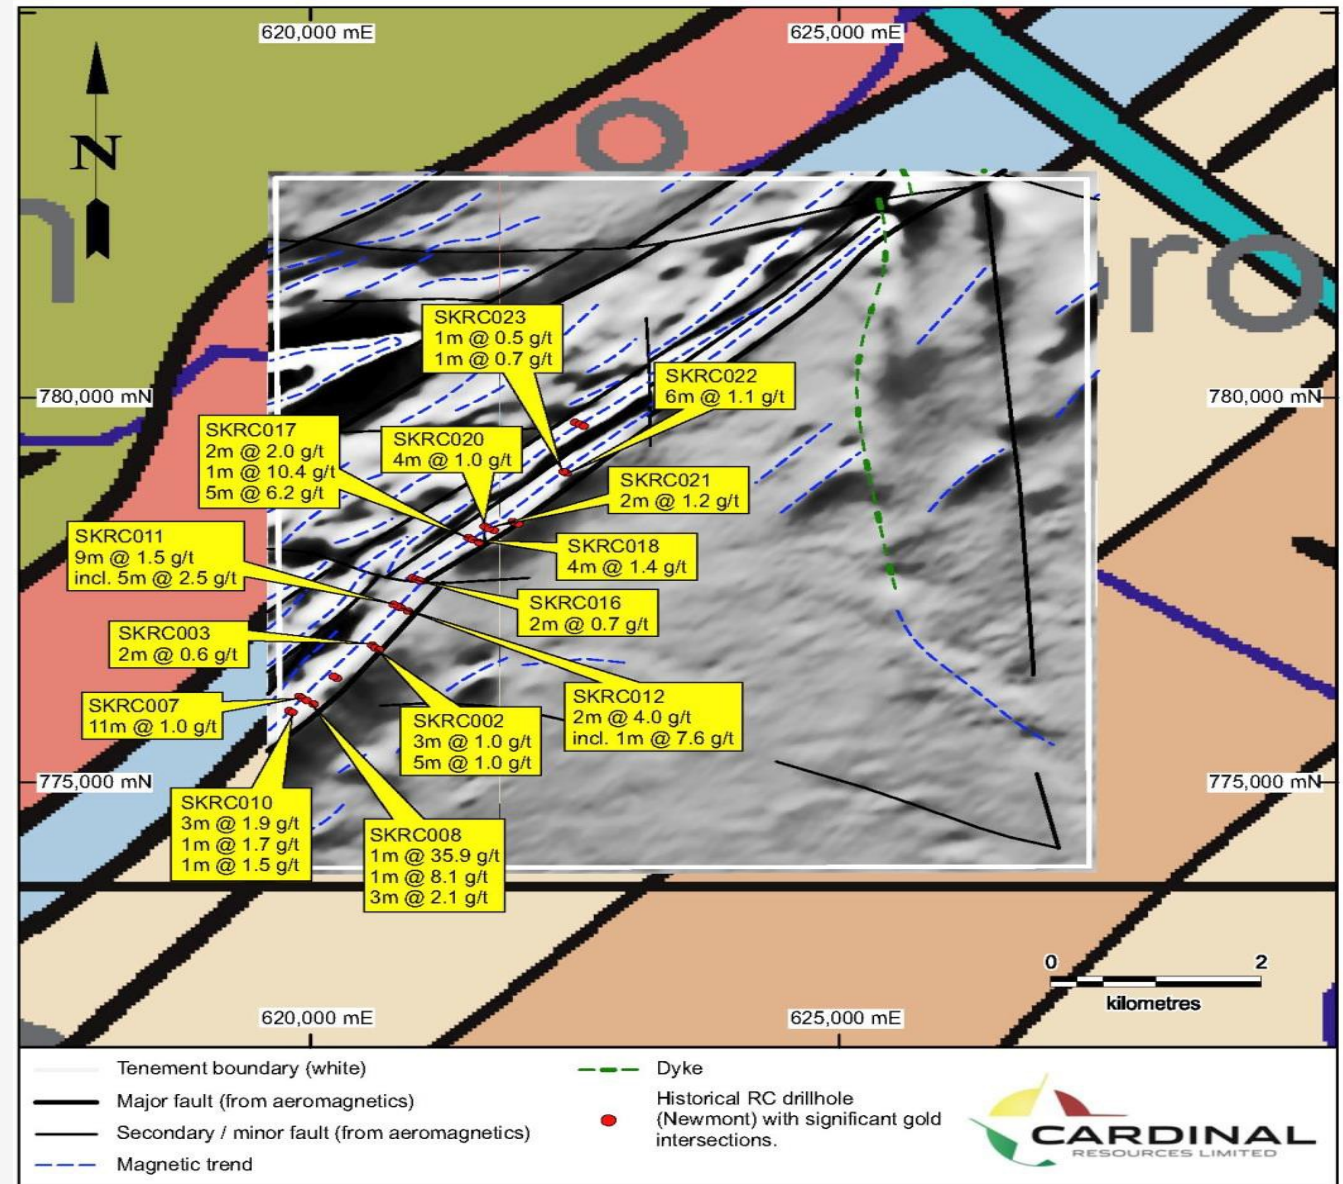 620,000 mE
625,000 mE
N
o
n
oro
SKRC023
1m @ 0.5 g/t
1m @ 0.7 g/t
780,000 mN
SKRC022
6m @ 1.1 g/t
780,000 mN
SKRC017
2m @ 2.0 g/t
1m @ 10.4 g/t
5m @ 6.2 g/t
SKRC020
4m @ 1.0 g/t
SKRC021
2m @ 1.2 g/t
SKRC011
9m @ 1.5 g/t
incl. 5m @ 2.5 g/t
SKRC018
4m @ 1.4 g/t
SKRC016
2m @ 0.7 g/t
SKRC003
2m @ 0.6 g/t
SKRC007
11m @ 1.0 g/t
SKRC002
3m @ 1.0 g/t
5m @ 1.0 g/t
SKRC012
2m @ 4.0 g/t
incl. 1m @ 7.6 g/t
775,000 mN
775,000 mN
SKRC010
3m @ 1.9 g/t
1m @ 1.7 g/t
1m @ 1.5 g/t
SKRC008
1m @ 35.9 g/t
1m @ 8.1 g/t
3m @ 2.1 g/t
0 2
kilometres
620,000 mE
625,000 mE
Tenement boundary (white)
Major fault (from aeromagnetics)
Secondary / minor fault (from aeromagnetics)
Magnetic trend
Dyke
Historical RC drillhole
(Newmont) with significant gold
intersections.
CARDINAL
RESOURCES LIMITED